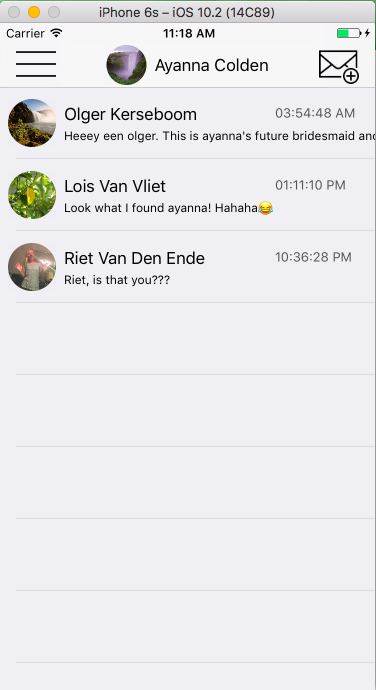 iPhone 6s – iOS 10.2 (14C89)
Carrier 11:18 AM
Ayanna Colden
Olger Kerseboom 03:54:48 AM
Heeey een olger. This is ayanna's future bridesmaid and
Lois Van Vliet 01:11:10 PM
Look what I found ayanna! Hahaha😂
Riet Van Den Ende 10:36:28 PM
Riet, is that you???